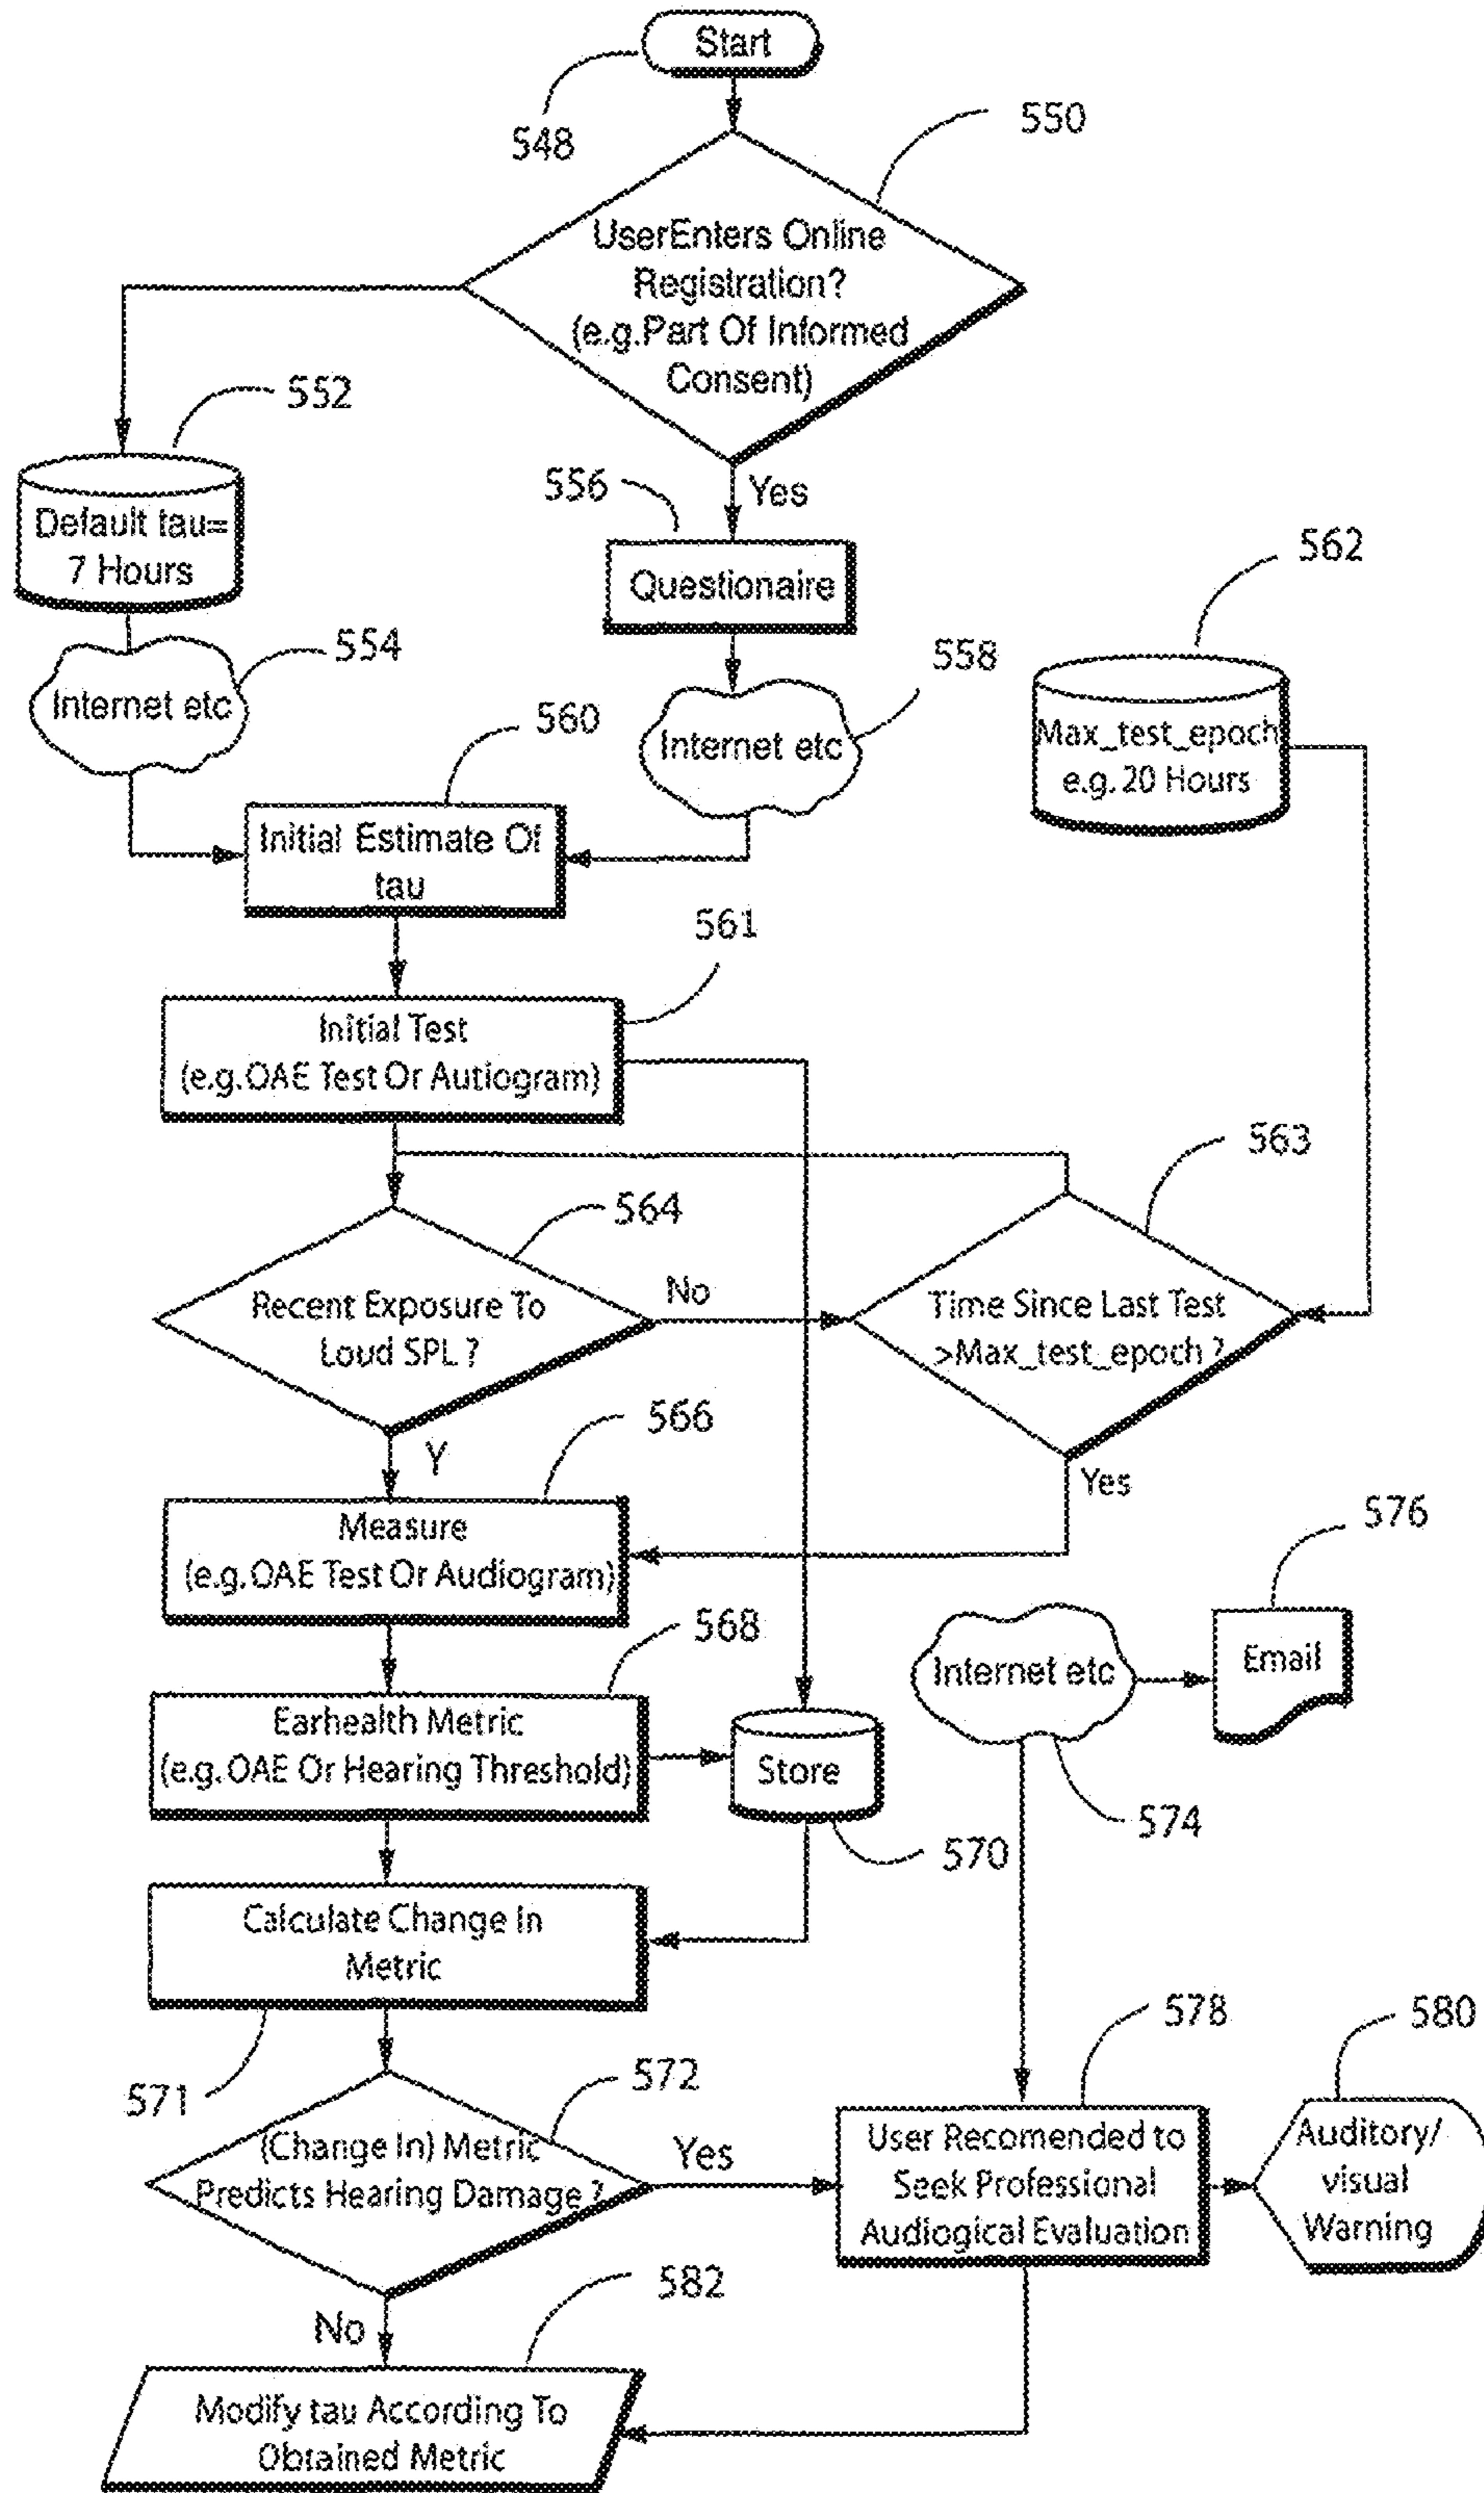 Start
548
550
UserEnters Online
Registration?
(e.g.Part Of Informed
Consent)
552
Default tau=
7 Hours
556
Yes
Questionaire
562
554
Internet etc
558
Internet etc
Max_test_epoch
e.g. 20 Hours
560
Initial Estimate Of
tau
561
Initial Test
(e.g.OAE Test Or Autiogram)
563
564
Recent Exposure To
Loud SPL ?
No
Time Since Last Test
>Max_test_epoch ?
566
Y
Yes
Measure
(e.g.OAE Test Or Audiogram)
576
568
Internet etc
Email
Earhealth Metric
(e.g.OAE Or Hearing Threshold)
Store
574
570
Calculate Change In
Metric
578
580
571
572
(Change In) Metric
Predicts Hearing Damage ?
Yes
User Recomended to
Seek Professional
Audiogical Evaluation
Auditory/
visual
Warning
582
No
Modify tau According To
Obtained Metric